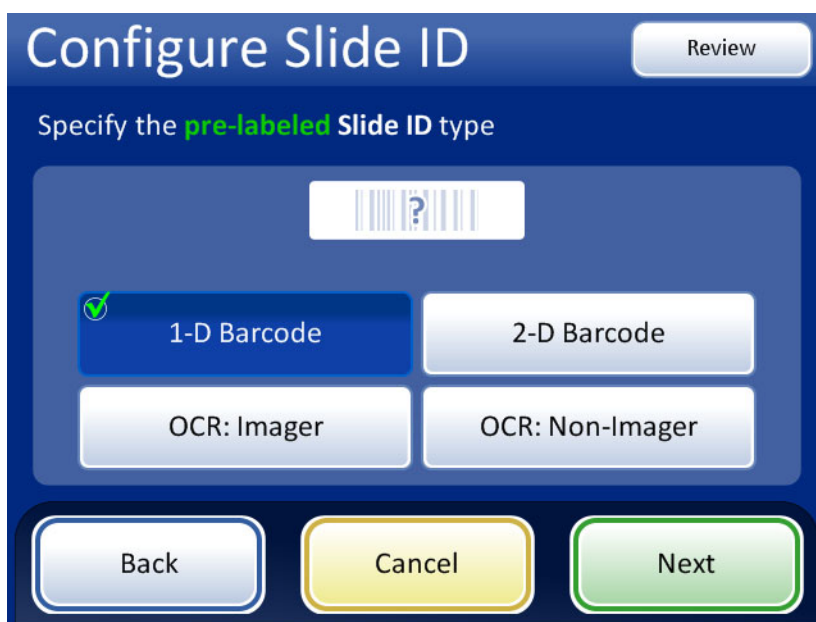 Configure Slide ID
Review
Specify the pre-labeled Slide ID type
?
1-D Barcode
2-D Barcode
OCR: Imager
OCR: Non-Imager
Back
Cancel
Next